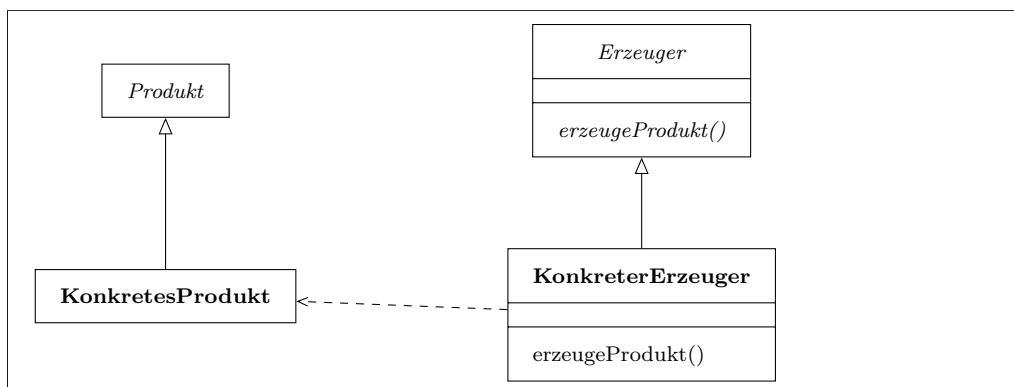 Erzeuger
Produkt
erzeugeProdukt()
KonkreterErzeuger
KonkretesProdukt
erzeugeProdukt()